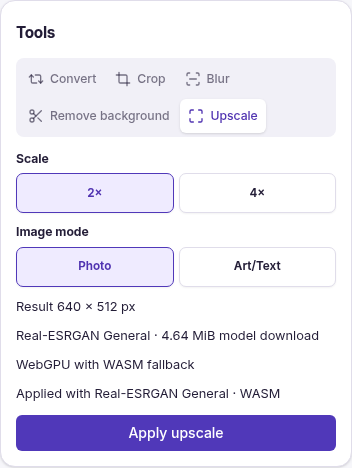 Tools
Convert Crop Blur
Remove background Upscale
Scale
2× 4×
Image mode
Photo Art/Text
Result 640 × 512 px
Real-ESRGAN General · 4.64 MiB model download
WebGPU with WASM fallback
Applied with Real-ESRGAN General · WASM
Apply upscale